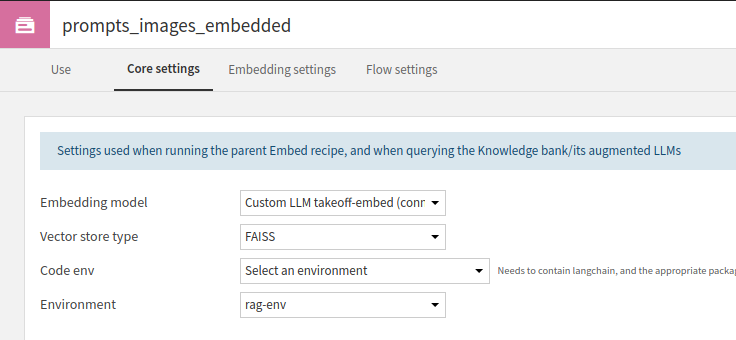 prompts_images_embedded
Use Core settings Embedding settings Flow settings
Settings used when running the parent Embed recipe, and when querying the Knowledge bank/its augmented LLMs
Embedding model Custom LLM takeoff-embed (conr
Vector store type FAISS
Code env Select an environment Needs to contain langchain, and the appropriate packa
Environment rag-env